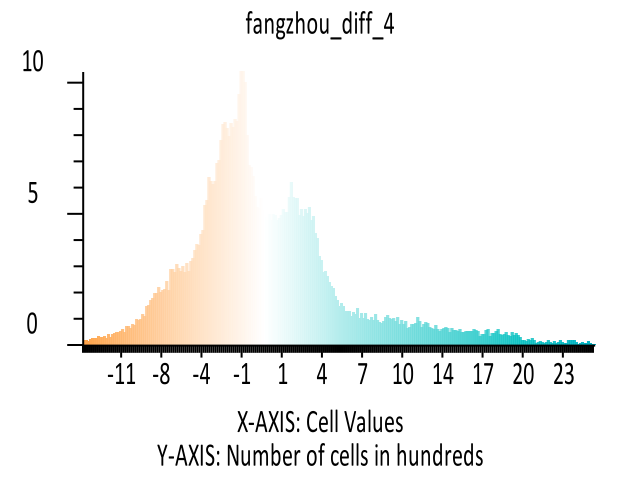 fangzhou_diff_4
10
5
0
-11 -8 -4 -1 1 4 7 10 14 17 20 23
X-AXIS: Cell Values
Y-AXIS: Number of cells in hundreds